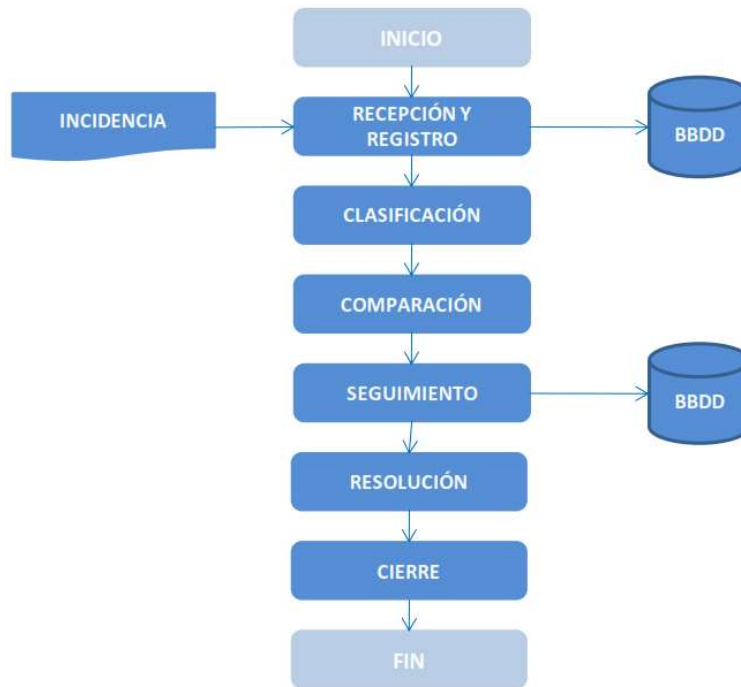 INICIO
INCIDENCIA
RECEPCIÓN Y
REGISTRO
BBDD
CLASIFICACIÓN
COMPARACIÓN
SEGUIMIENTO
BBDD
RESOLUCIÓN
CIERRE
FIN